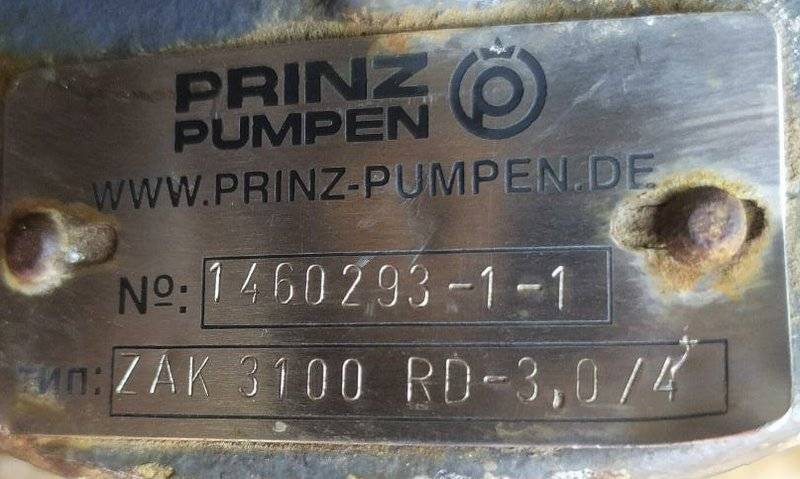 PRINZ
PUMPEN
WWW.PRINZ-PUMPEN.DE
Nº: 1460293-1-1
тип: ZAK 3100 RD-3,0/4